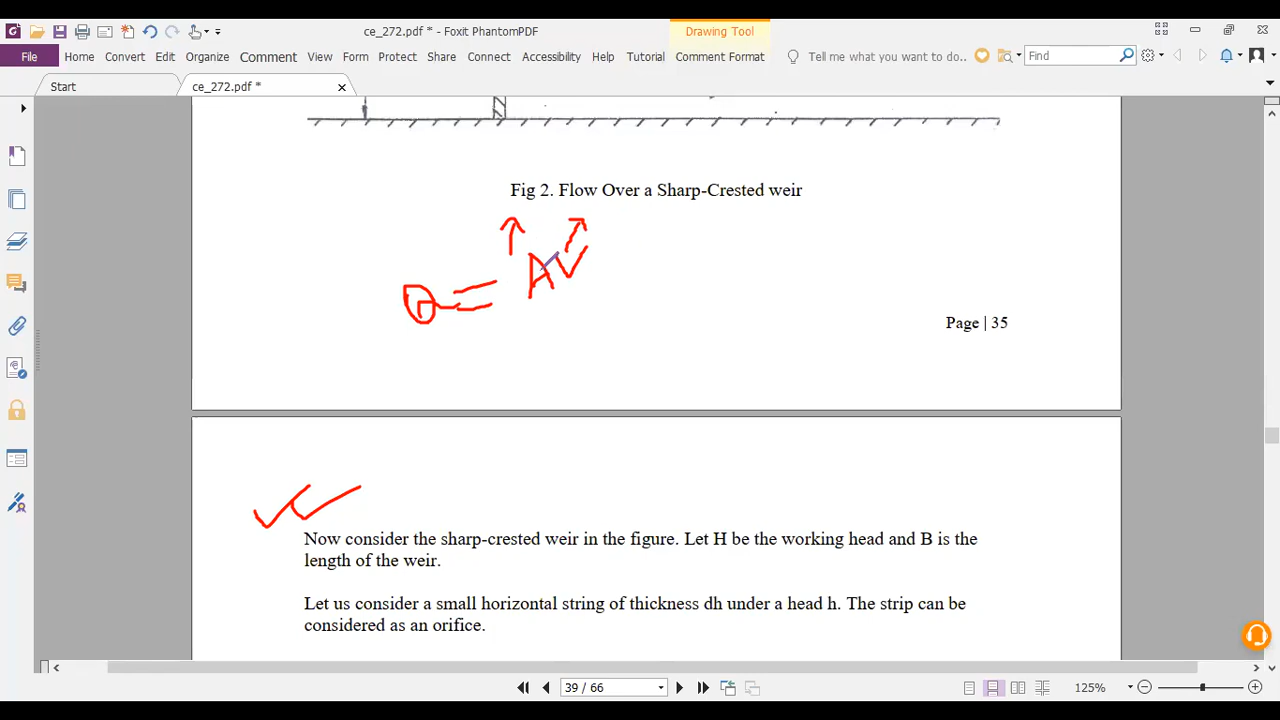 ce_272.pdf * - Foxit PhantomPDF
Drawing Tool
File Home Convert Edit Organize Comment View Form Protect Share Connect Accessibility Help Tutorial Comment Format Tell me what you want to do.. Find
Start ce_272.pdf *
Fig 2. Flow Over a Sharp-Crested weir
Q = AV
Page | 35
Now consider the sharp-crested weir in the figure. Let H be the working head and B is the
length of the weir.
Let us consider a small horizontal string of thickness dh under a head h. The strip can be
considered as an orifice.
39 / 66
125%